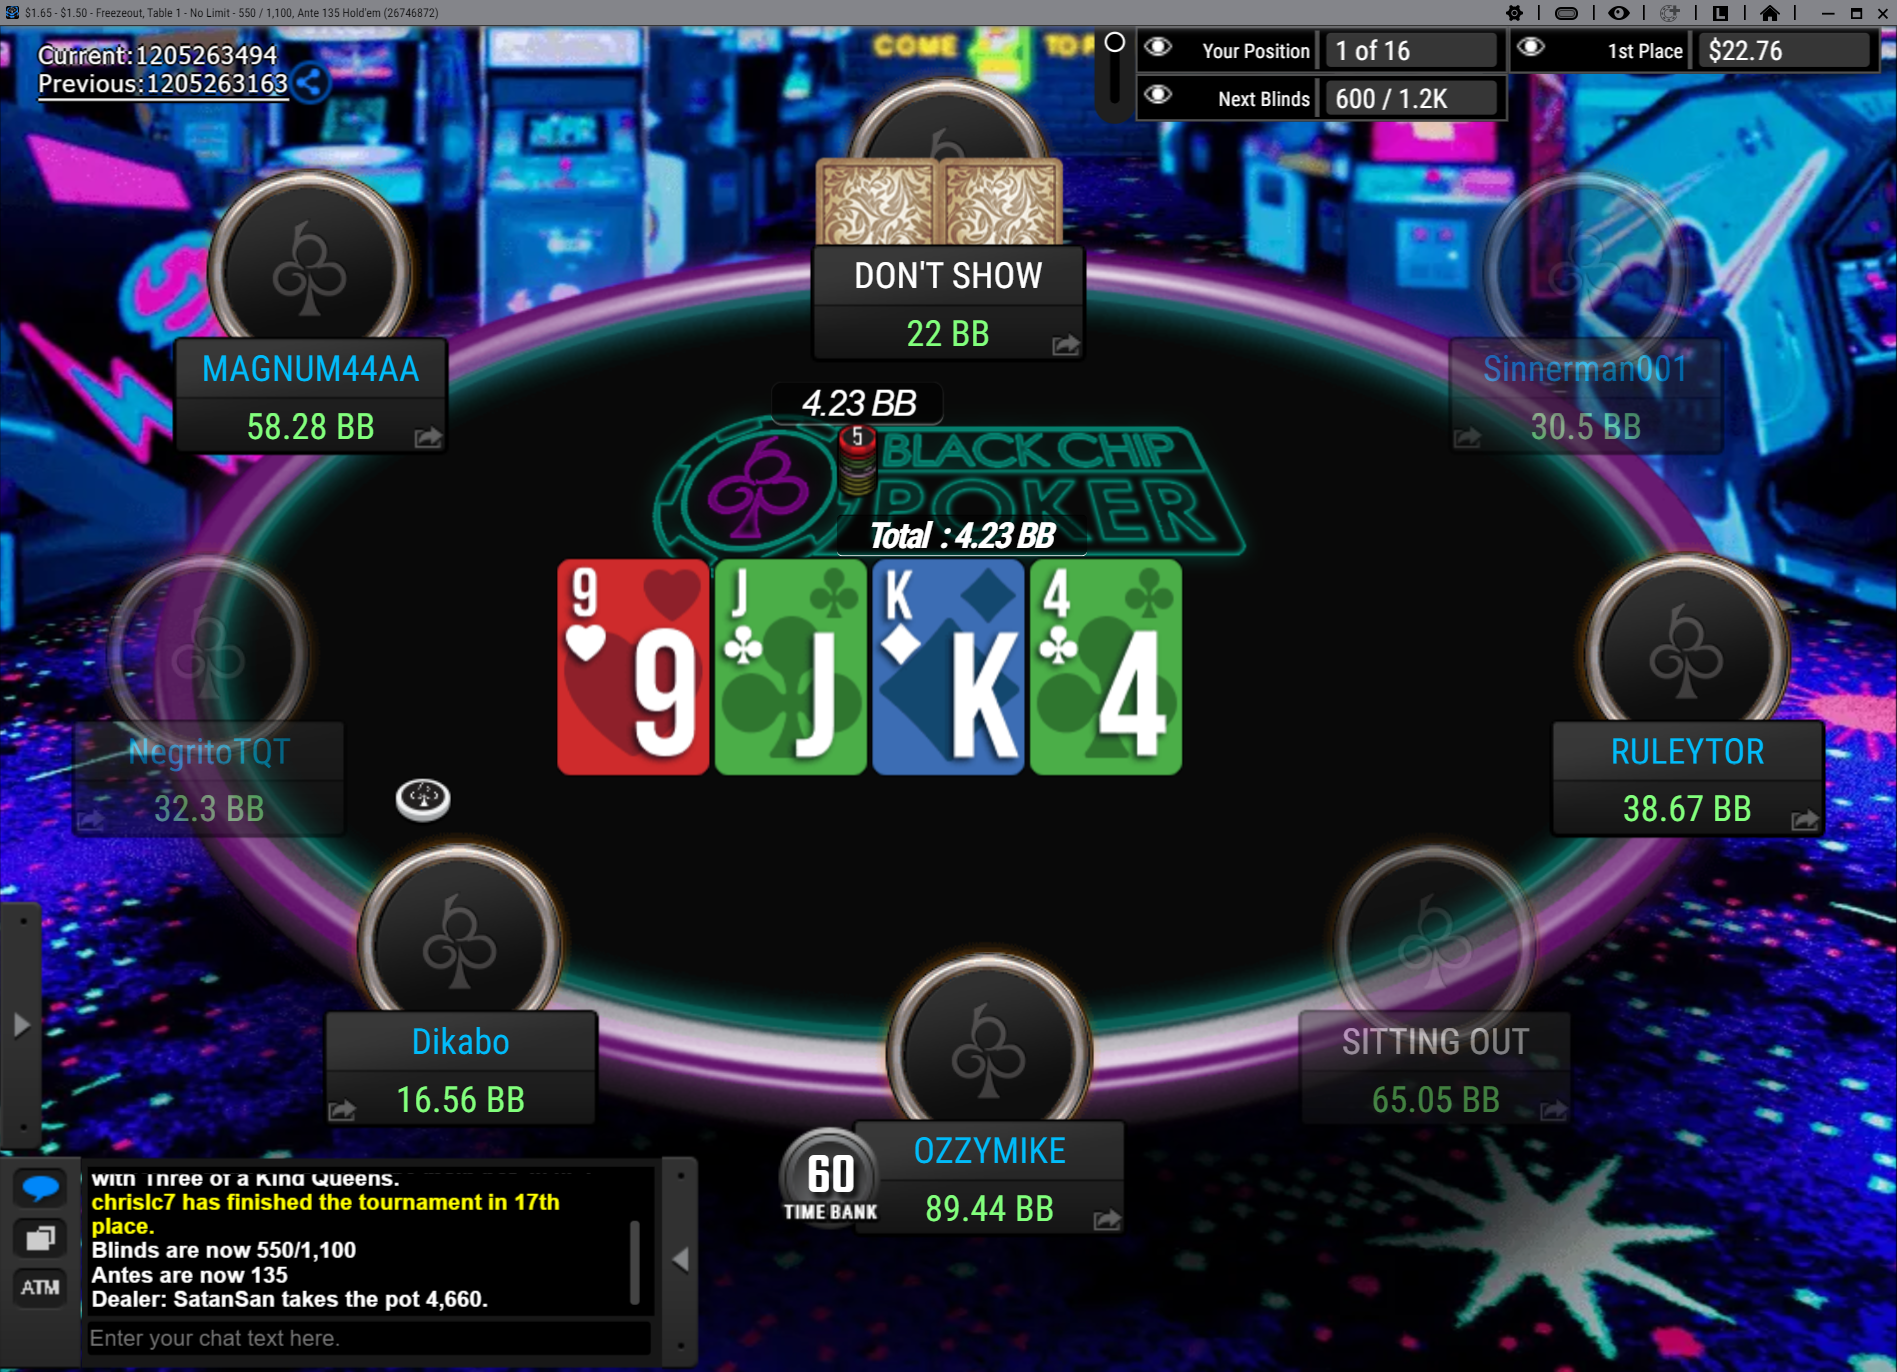 $1.65 - $1.50 - Freezeout, Table 1 - No Limit - 550 / 1,100, Ante 135 Hold'em (26746872)
L
Current:1205263494
Previous:1205263163
COME
Your Position
1 of 16
1st Place
$22.76
Next Blinds
600 / 1.2K
DON'T SHOW
22 BB
MAGNUM44AA
58.28 BB
Sinnerman001
30.5 BB
4.23 BB
5
BLACK CHIP
POKER
Total : 4.23 BB
9
9
J
J
K
K
4
4
NegritoTQT
32.3 BB
RULEYTOR
38.67 BB
Dikabo
16.56 BB
SITTING OUT
65.05 BB
60
TIME BANK
OZZYMIKE
89.44 BB
with Three of a Kind Queens.
chrislc7 has finished the tournament in 17th
place.
Blinds are now 550/1,100
Antes are now 135
Dealer: SatanSan takes the pot 4,660.
ATM
Enter your chat text here.